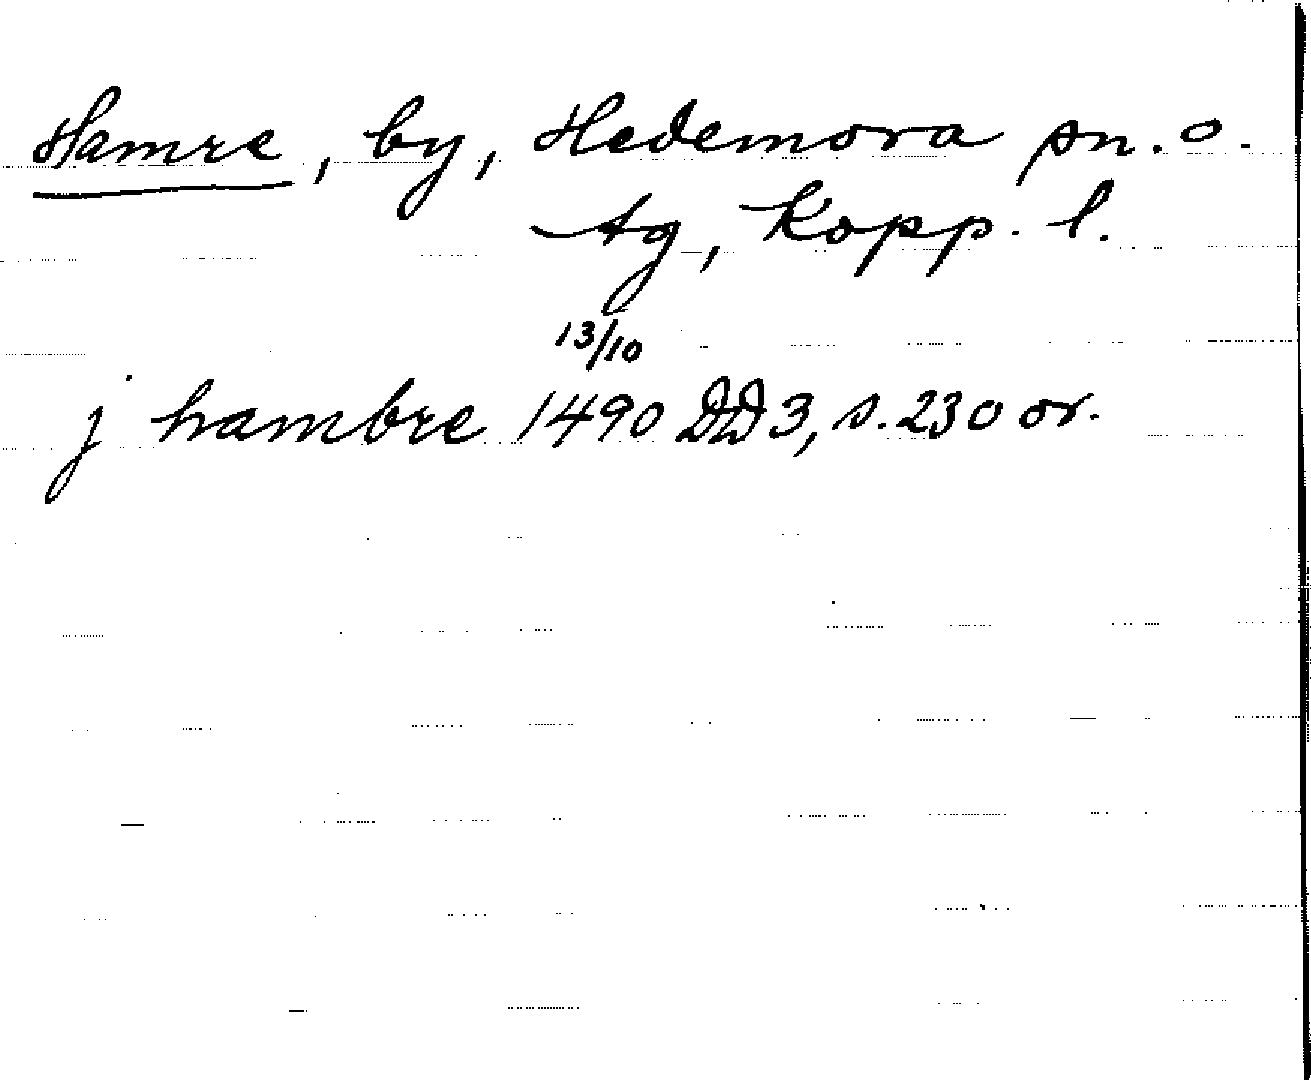 Hamre, by, Hedemora sn. o.
tg, Kopp. l.
13/10
j hambre 1490 DD 3, s. 230 or.